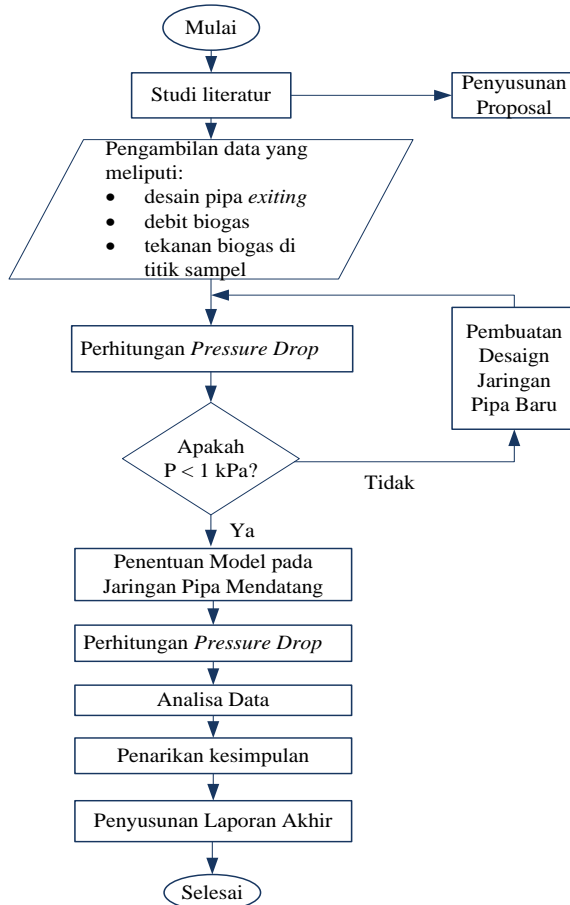 Mulai
Studi literatur
Penyusunan
Proposal
Pengambilan data yang
meliputi:
• desain pipa exiting
• debit biogas
• tekanan biogas di
titik sampel
Perhitungan Pressure Drop
Pembuatan
Desaign
Jaringan
Pipa Baru
Apakah
P < 1 kPa?
Tidak
Ya
Penentuan Model pada
Jaringan Pipa Mendatang
Perhitungan Pressure Drop
Analisa Data
Penarikan kesimpulan
Penyusunan Laporan Akhir
Selesai